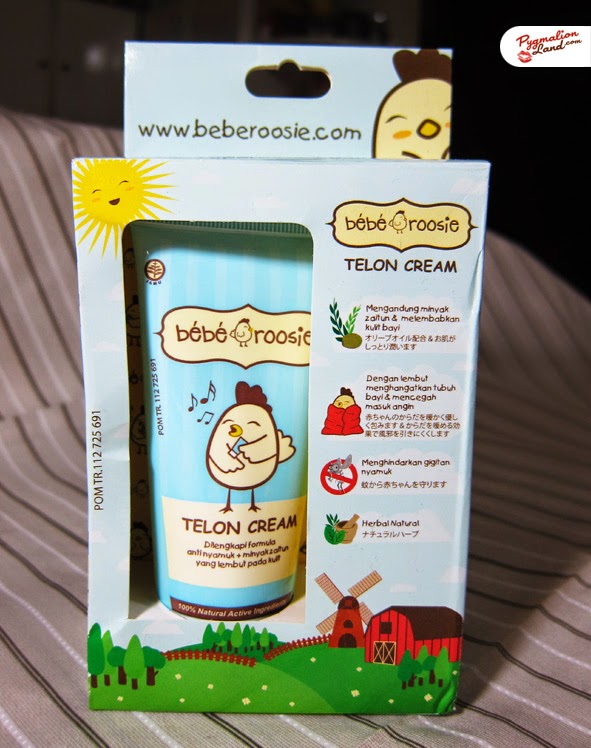 Pygmalion
Land.com
www.beberoosie.com
bébé roosie
TELON CREAM
Mengandung minyak
zaitun & melembabkan
kulit bayi
オリーブオイル配合 & お肌が
しっとり潤います
Dengan lembut
menghangatkan tubuh
bayi & mencegah
masuk angin
赤ちゃんのからだを暖かく優し
く包みます & からだを暖める効
果で風邪を引きにくくします
Menghindarkan gigitan
nyamuk
蚊から赤ちゃんを守ります
Herbal Natural
ナチュラルハーブ
POM TR. 112 725 691
JAMU
bébé roosie
POM TR. 112 725 691
TELON CREAM
Dilengkapi formula
anti nyamuk + minyak zaitun
yang lembut pada kulit
100% Natural Active